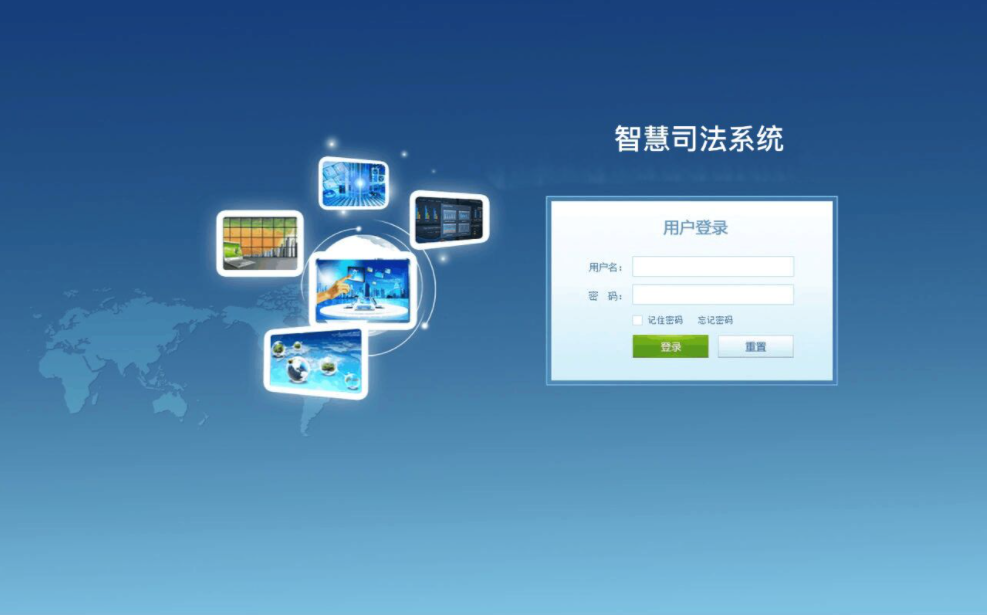 智慧司法系统
用户登录
用户名：
密 码：
记住密码 忘记密码
登录 重置